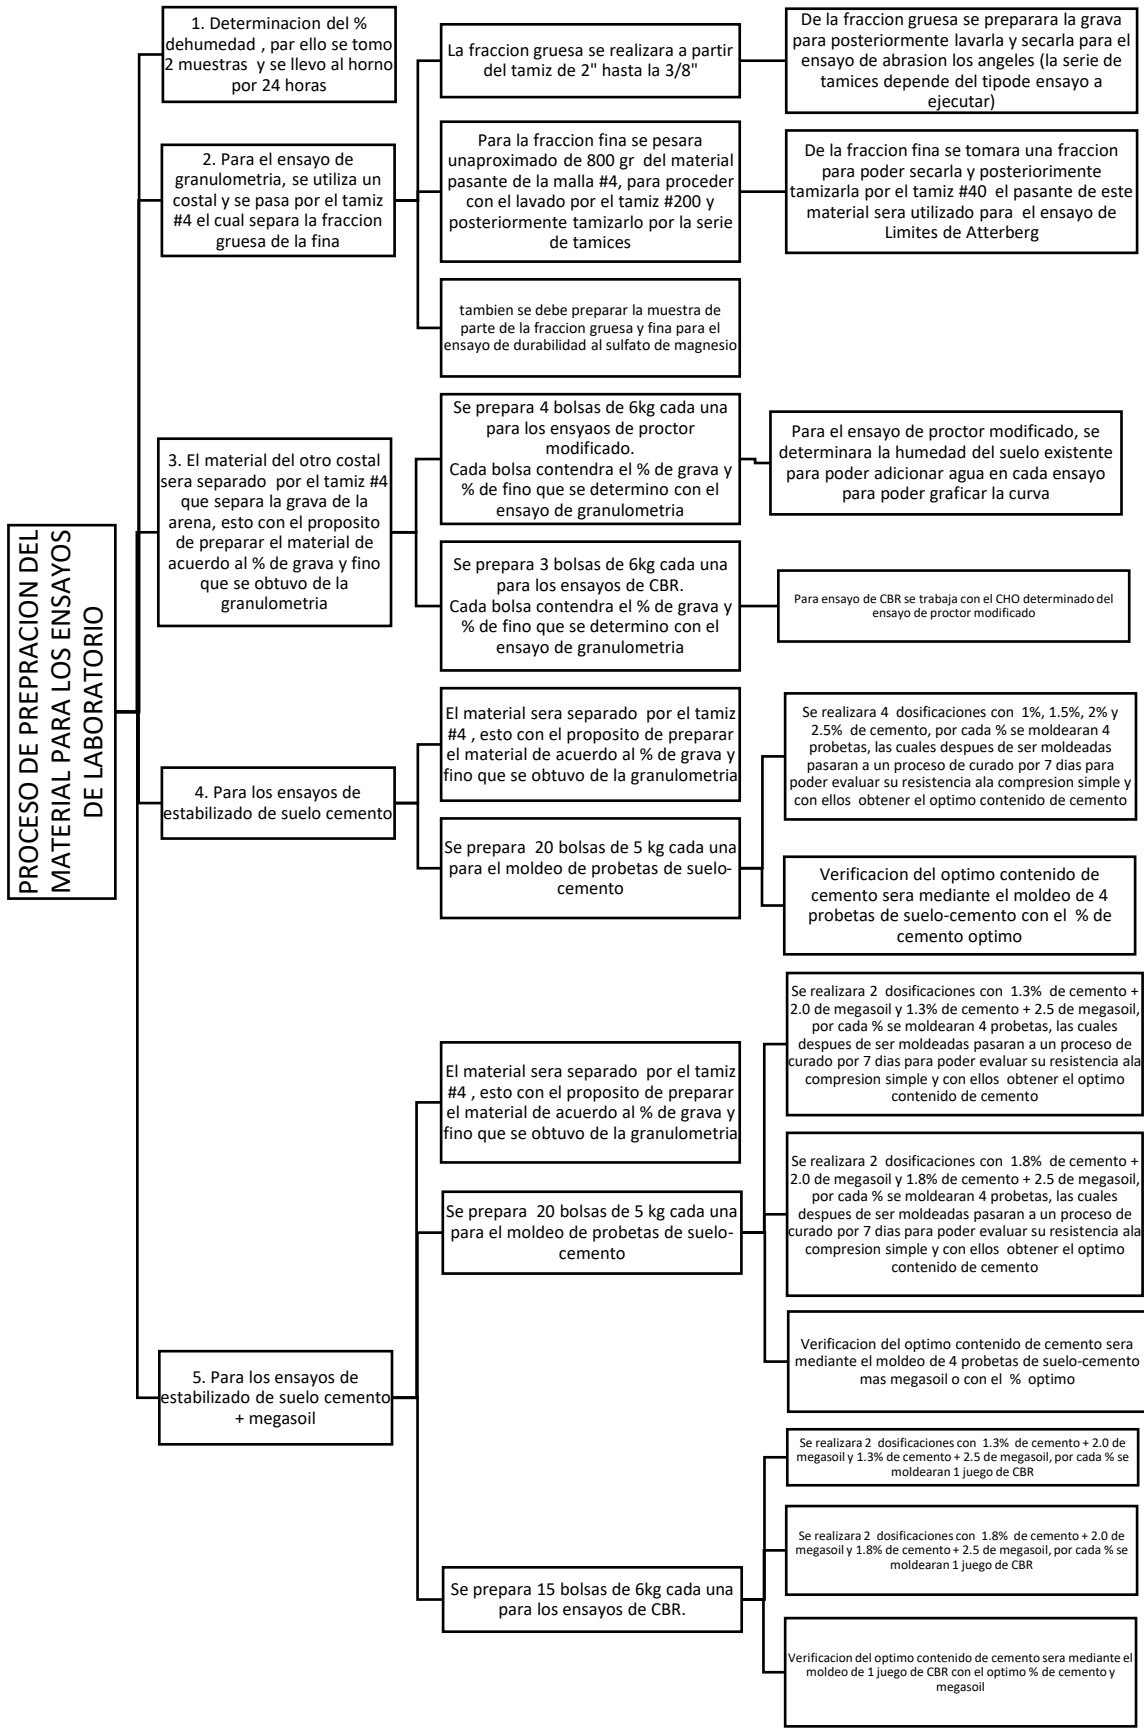 PROCESO DE PREPRACION DEL
MATERIAL PARA LOS ENSAYOS
DE LABORATORIO
1. Determinacion del %
dehumedad , par ello se tomo
2 muestras y se llevo al horno
por 24 horas
2. Para el ensayo de
granulometria, se utiliza un
costal y se pasa por el tamiz
#4 el cual separa la fraccion
gruesa de la fina
La fraccion gruesa se realizara a partir
del tamiz de 2" hasta la 3/8"
De la fraccion gruesa se preparara la grava
para posteriormente lavarla y secarla para el
ensayo de abrasion los angeles (la serie de
tamices depende del tipode ensayo a
ejecutar)
Para la fraccion fina se pesara
unaproximado de 800 gr del material
pasante de la malla #4, para proceder
con el lavado por el tamiz #200 y
posteriormente tamizarlo por la serie
de tamices
De la fraccion fina se tomara una fraccion
para poder secarla y posteriorimente
tamizarla por el tamiz #40 el pasante de este
material sera utilizado para el ensayo de
Limites de Atterberg
tambien se debe preparar la muestra de
parte de la fraccion gruesa y fina para el
ensayo de durabilidad al sulfato de magnesio
3. El material del otro costal
sera separado por el tamiz #4
que separa la grava de la
arena, esto con el proposito
de preparar el material de
acuerdo al % de grava y fino
que se obtuvo de la
granulometria
Se prepara 4 bolsas de 6kg cada una
para los ensyaos de proctor
modificado.
Cada bolsa contendra el % de grava y
% de fino que se determino con el
ensayo de granulometria
Para el ensayo de proctor modificado, se
determinara la humedad del suelo existente
para poder adicionar agua en cada ensayo
para poder graficar la curva
Se prepara 3 bolsas de 6kg cada una
para los ensayos de CBR.
Cada bolsa contendra el % de grava y
% de fino que se determino con el
ensayo de granulometria
Para ensayo de CBR se trabaja con el CHO determinado del
ensayo de proctor modificado
4. Para los ensayos de
estabilizado de suelo cemento
El material sera separado por el tamiz
#4 , esto con el proposito de preparar
el material de acuerdo al % de grava y
fino que se obtuvo de la granulometria
Se prepara 20 bolsas de 5 kg cada una
para el moldeo de probetas de suelo-
cemento
Se realizara 4 dosificaciones con 1%, 1.5%, 2% y
2.5% de cemento, por cada % se moldearan 4
probetas, las cuales despues de ser moldeadas
pasaran a un proceso de curado por 7 dias para
poder evaluar su resistencia ala compresion simple y
con ellos obtener el optimo contenido de cemento
Verificacion del optimo contenido de
cemento sera mediante el moldeo de 4
probetas de suelo-cemento con el % de
cemento optimo
5. Para los ensayos de
estabilizado de suelo cemento
+ megasoil
El material sera separado por el tamiz
#4 , esto con el proposito de preparar
el material de acuerdo al % de grava y
fino que se obtuvo de la granulometria
Se prepara 20 bolsas de 5 kg cada una
para el moldeo de probetas de suelo-
cemento
Se realizara 2 dosificaciones con 1.3% de cemento +
2.0 de megasoil y 1.3% de cemento + 2.5 de megasoil,
por cada % se moldearan 4 probetas, las cuales
despues de ser moldeadas pasaran a un proceso de
curado por 7 dias para poder evaluar su resistencia ala
compresion simple y con ellos obtener el optimo
contenido de cemento
Se realizara 2 dosificaciones con 1.8% de cemento +
2.0 de megasoil y 1.8% de cemento + 2.5 de megasoil,
por cada % se moldearan 4 probetas, las cuales
despues de ser moldeadas pasaran a un proceso de
curado por 7 dias para poder evaluar su resistencia ala
compresion simple y con ellos obtener el optimo
contenido de cemento
Verificacion del optimo contenido de cemento sera
mediante el moldeo de 4 probetas de suelo-cemento
mas megasoil o con el % optimo
Se prepara 15 bolsas de 6kg cada una
para los ensayos de CBR.
Se realizara 2 dosificaciones con 1.3% de cemento + 2.0 de
megasoil y 1.3% de cemento + 2.5 de megasoil, por cada % se
moldearan 1 juego de CBR
Se realizara 2 dosificaciones con 1.8% de cemento + 2.0 de
megasoil y 1.8% de cemento + 2.5 de megasoil, por cada % se
moldearan 1 juego de CBR
Verificacion del optimo contenido de cemento sera mediante el
moldeo de 1 juego de CBR con el optimo % de cemento y
megasoil